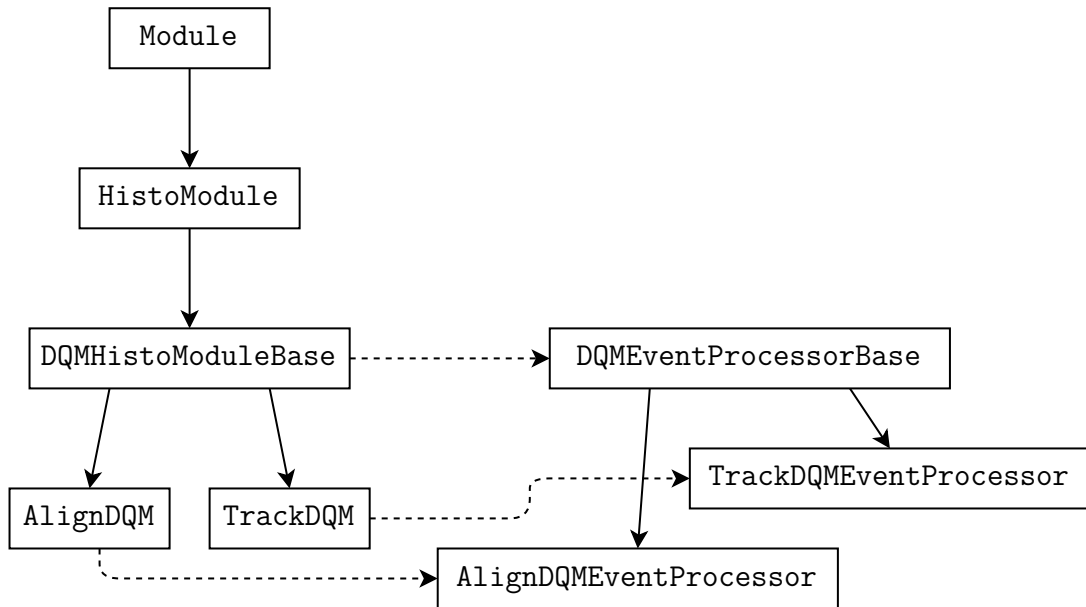 Module
HistoModule
DQMHistoModuleBase
DQMEventProcessorBase
TrackDQMEventProcessor
AlignDQM
TrackDQM
AlignDQMEventProcessor